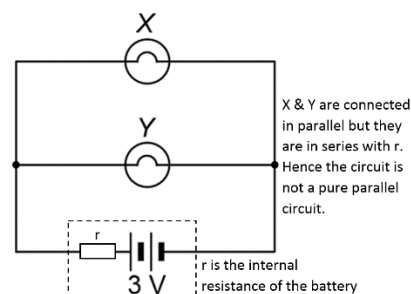 X
X & Y are connected
in parallel but they
are in series with r.
Hence the circuit is
not a pure parallel
circuit.
Y
r
3 V
r is the internal
resistance of the battery